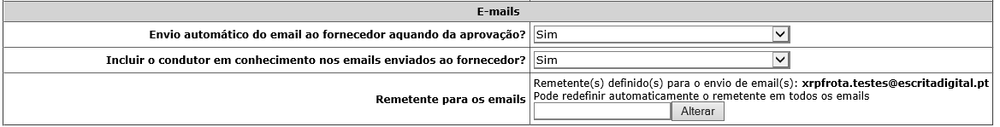 E-mails
Envio automático do email ao fornecedor aquando da aprovação? Sim
Incluir o condutor em conhecimento nos emails enviados ao fornecedor? Sim
Remetente para os emails
Remetente(s) definido(s) para o envio de email(s): xrpfrota.testes@escritadigital.pt
Pode redefinir automaticamente o remetente em todos os emails
Alterar